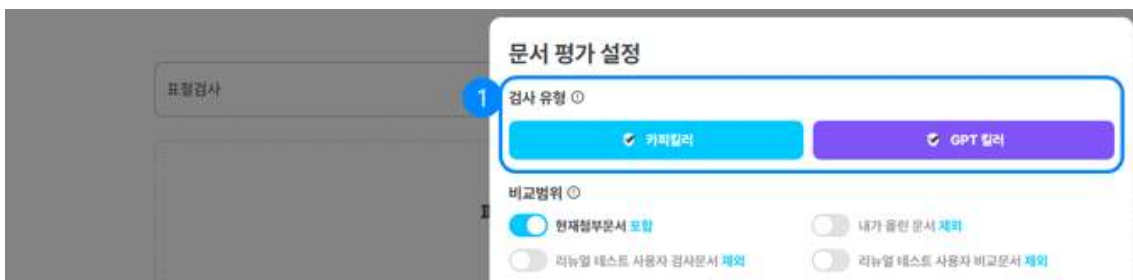 문서 평가 설정
표절검사
1 검사 유형
카피킬러 GPT 킬러
비교범위
현재첨부문서 포함 내가 올린 문서 제외
리뉴얼 테스트 사용자 검사문서 제외 리뉴얼 테스트 사용자 비교문서 제외